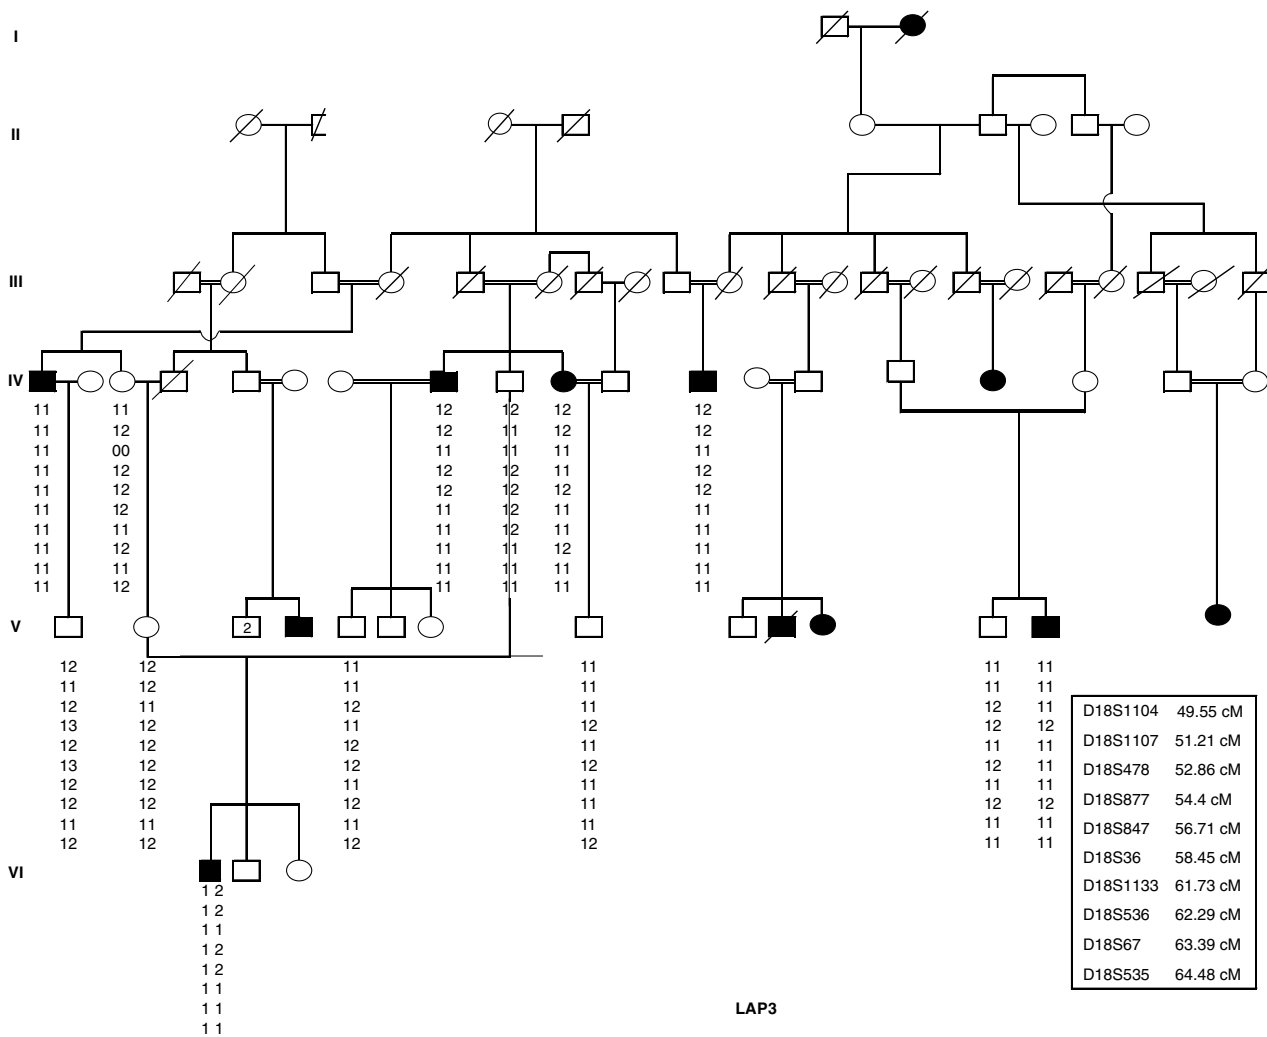 I
II
III
IV
11 11 12 12 12 12
11 12 12 11 12 12
11 00 11 11 11 11
11 12 12 12 11 12
11 12 12 12 12 12
11 12 11 12 11 11
11 11 11 12 11 11
11 12 11 11 12 11
11 11 11 11 11 11
11 12 11 11 11 11
V 2
12 12 11 11 11 11
11 12 11 11 11 11
12 11 12 11 12 11
13 12 11 12 12 12
12 12 12 11 11 11
13 12 12 12 12 11
12 12 11 11 11 11
12 12 12 11 12 12
11 11 11 11 11 11
12 12 12 12 11 11
D18S1104 49.55 cM
D18S1107 51.21 cM
D18S478 52.86 cM
D18S877 54.4 cM
D18S847 56.71 cM
D18S36 58.45 cM
D18S1133 61.73 cM
D18S536 62.29 cM
D18S67 63.39 cM
D18S535 64.48 cM
VI
1 2
1 2
1 1
1 2
1 2
1 1
1 1
1 1
LAP3